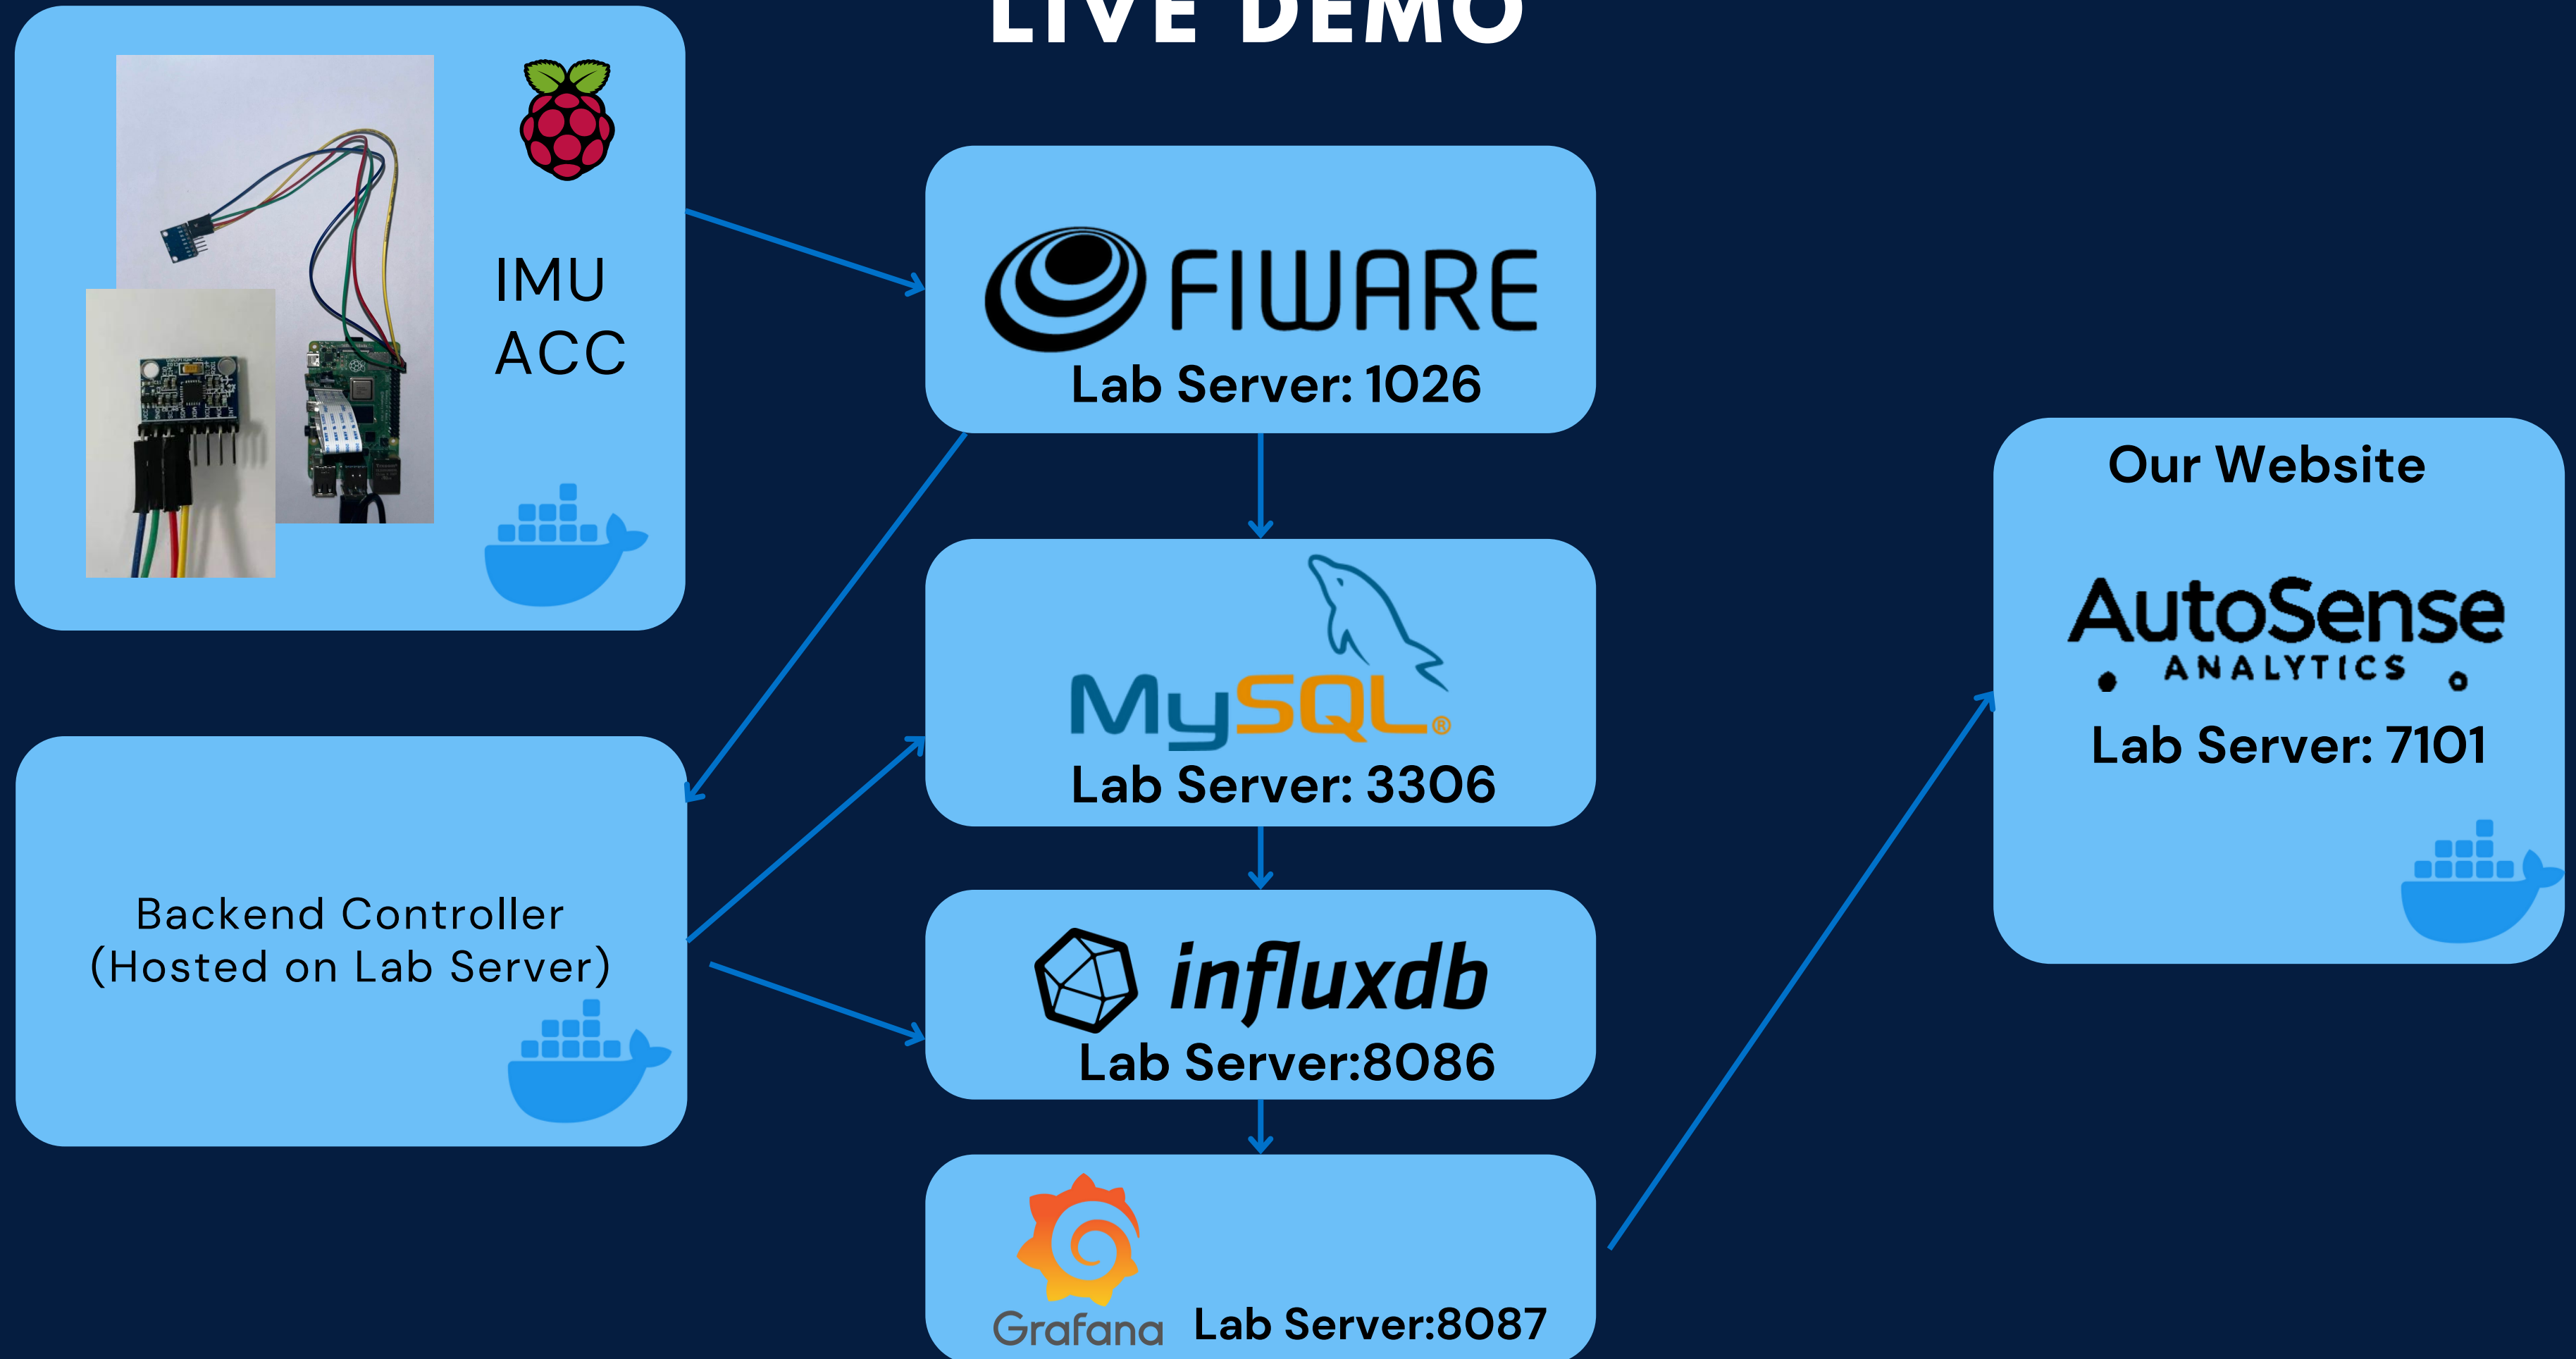 LIVE DEMO
IMU
ACC
FIWARE
Lab Server: 1026
MySQL®
Lab Server: 3306
Backend Controller
(Hosted on Lab Server)
influxdb
Lab Server:8086
Grafana
Lab Server:8087
Our Website
AutoSense
ANALYTICS
Lab Server: 7101